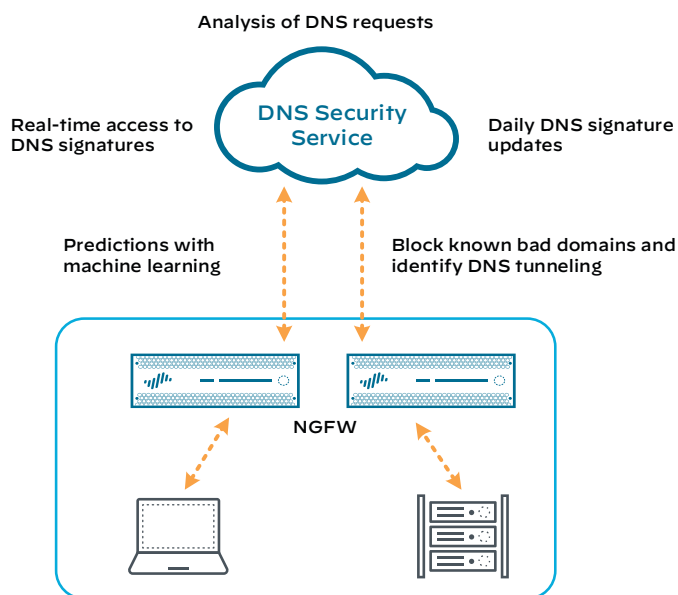 Analysis of DNS requests
DNS Security
Service
Real-time access to
DNS signatures
Daily DNS signature
updates
Predictions with
machine learning
Block known bad domains and
identify DNS tunneling
NGFW